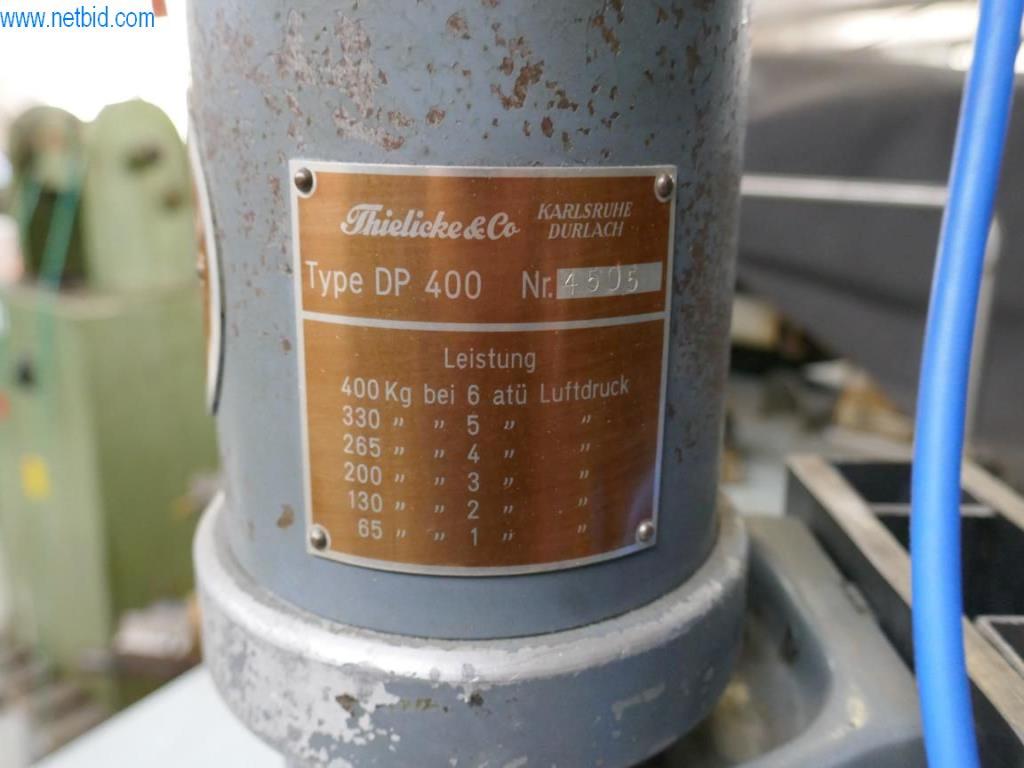 www.netbid.com
Thielicke & Co KARLSRUHE DURLACH
Type DP 400 Nr. 4505
Leistung
400 Kg bei 6 atü Luftdruck
330 " " 5 " "
265 " " 4 " "
200 " " 3 " "
130 " " 2 " "
65 " " 1 " "